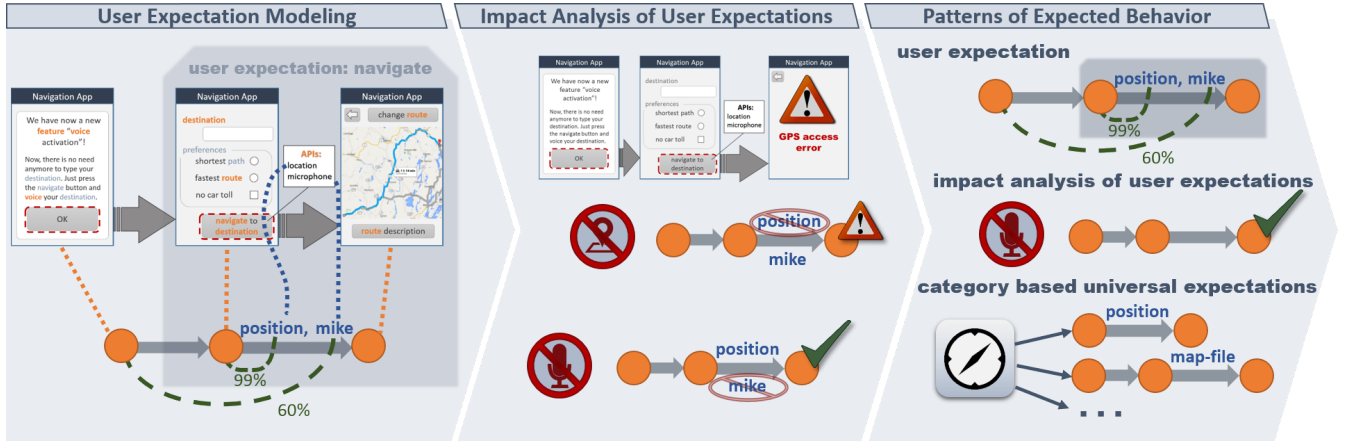 User Expectation Modeling
user expectation: navigate
Navigation App
We have now a new
feature "voice
activation"!
Now, there is no need
anymore to type your
destination. Just press
the navigate button and
voice your destination.
OK
Navigation App
destination
preferences
shortest path
fastest route
no car toll
navigate to
destination
APIs:
location
microphone
Navigation App
change route
route description
position, mike
99%
60%
Impact Analysis of User Expectations
Navigation App
We have now a new
feature "voice
activation"!
Now, there is no need
anymore to type your
destination. Just press
the navigate button and
voice your destination.
OK
Navigation App
destination
preferences
shortest path
fastest route
no car toll
navigate to
destination
APIs:
location
microphone
Navigation App
GPS access
error
position
mike
position
mike
Patterns of Expected Behavior
user expectation
position, mike
99%
60%
impact analysis of user expectations
category based universal expectations
position
map-file
...